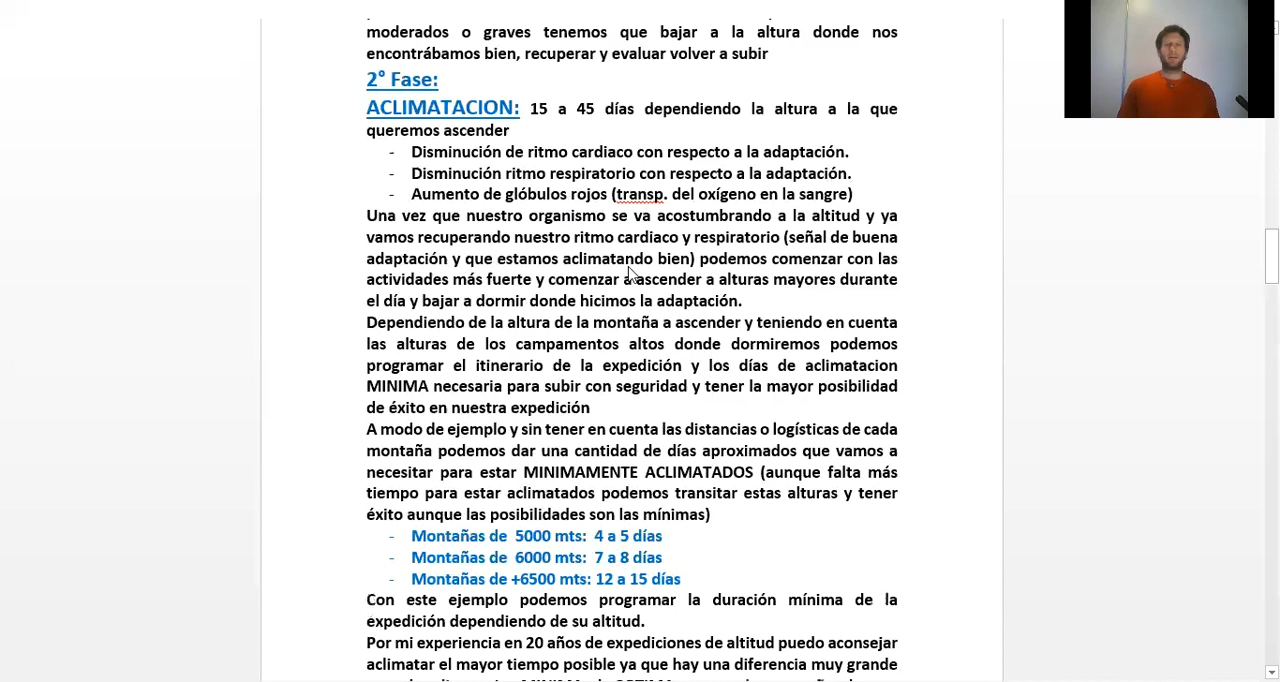 moderados o graves tenemos que bajar a la altura donde nos
encontrábamos bien, recuperar y evaluar volver a subir
2° Fase:
ACLIMATACION: 15 a 45 días dependiendo la altura a la que
queremos ascender
- Disminución de ritmo cardiaco con respecto a la adaptación.
- Disminución ritmo respiratorio con respecto a la adaptación.
- Aumento de glóbulos rojos (transp. del oxígeno en la sangre)
Una vez que nuestro organismo se va acostumbrando a la altitud y ya
vamos recuperando nuestro ritmo cardiaco y respiratorio (señal de buena
adaptación y que estamos aclimatando bien) podemos comenzar con las
actividades más fuerte y comenzar a ascender a alturas mayores durante
el día y bajar a dormir donde hicimos la adaptación.
Dependiendo de la altura de la montaña a ascender y teniendo en cuenta
las alturas de los campamentos altos donde dormiremos podemos
programar el itinerario de la expedición y los días de aclimatacion
MINIMA necesaria para subir con seguridad y tener la mayor posibilidad
de éxito en nuestra expedición
A modo de ejemplo y sin tener en cuenta las distancias o logísticas de cada
montaña podemos dar una cantidad de días aproximados que vamos a
necesitar para estar MINIMAMENTE ACLIMATADOS (aunque falta más
tiempo para estar aclimatados podemos transitar estas alturas y tener
éxito aunque las posibilidades son las mínimas)
- Montañas de 5000 mts: 4 a 5 días
- Montañas de 6000 mts: 7 a 8 días
- Montañas de +6500 mts: 12 a 15 días
Con este ejemplo podemos programar la duración mínima de la
expedición dependiendo de su altitud.
Por mi experiencia en 20 años de expediciones de altitud puedo aconsejar
aclimatar el mayor tiempo posible ya que hay una diferencia muy grande